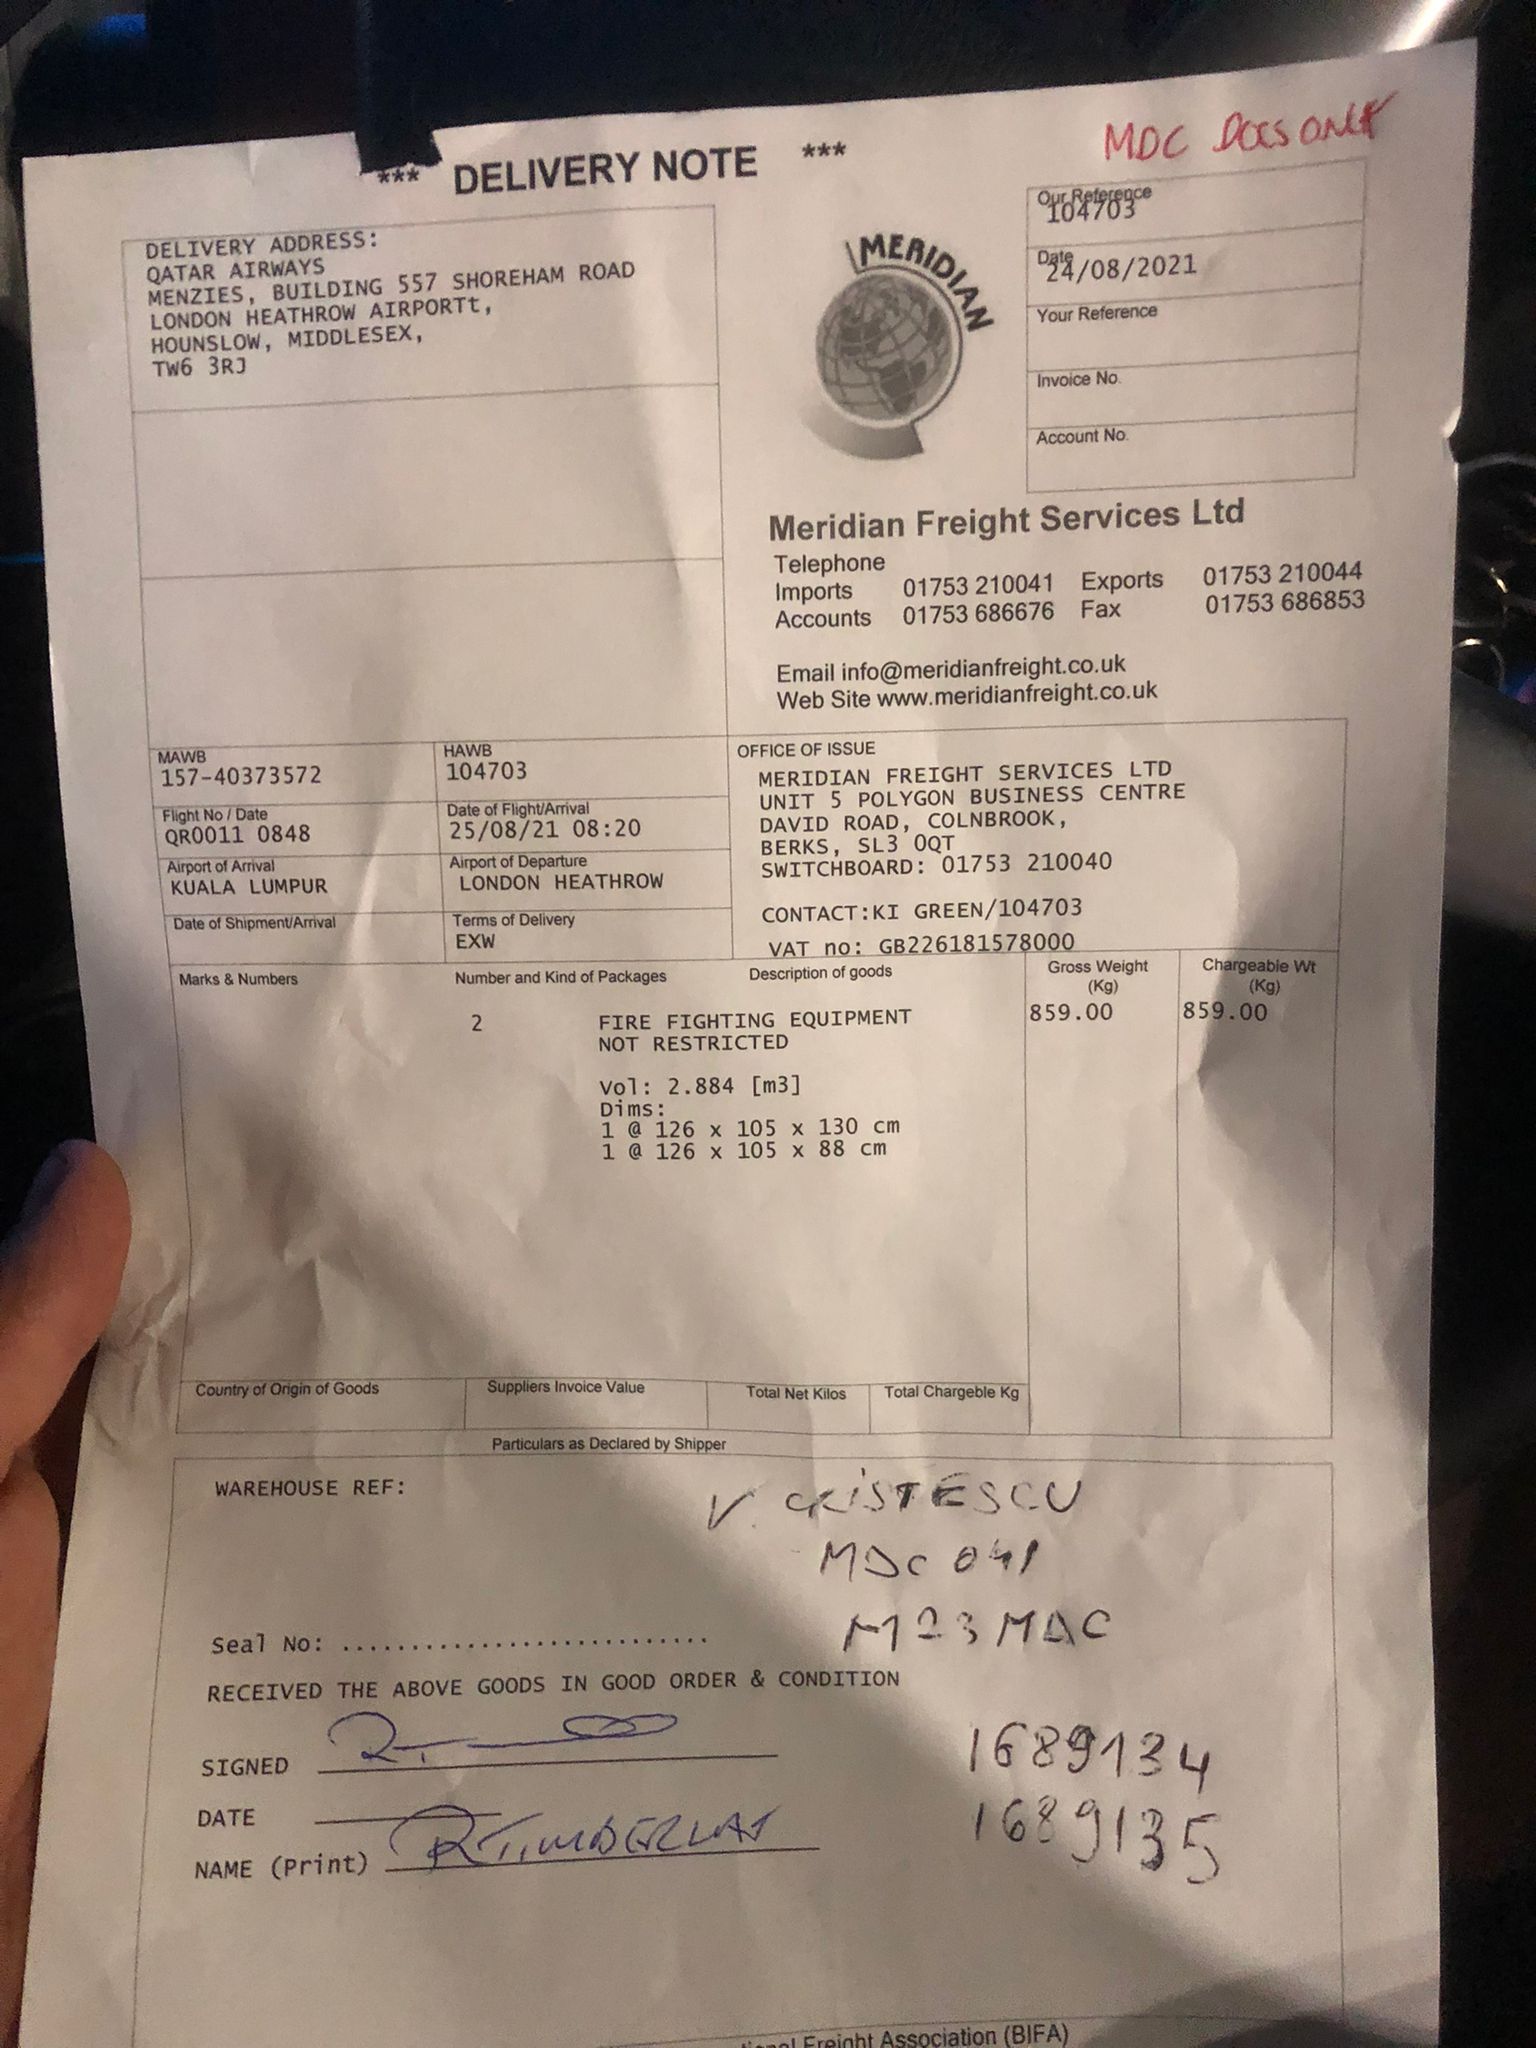 MDC DOCS ONLY
*** DELIVERY NOTE ***
DELIVERY ADDRESS:
QATAR AIRWAYS
MENZIES, BUILDING 557 SHOREHAM ROAD
LONDON HEATHROW AIRPORTt,
HOUNSLOW, MIDDLESEX,
TW6 3RJ
MERIDIAN
Our Reference
104703
Date
24/08/2021
Your Reference
Invoice No.
Account No.
Meridian Freight Services Ltd
Telephone
Imports 01753 210041 Exports 01753 210044
Accounts 01753 686676 Fax 01753 686853
Email info@meridianfreight.co.uk
Web Site www.meridianfreight.co.uk
MAWB
157-40373572
HAWB
104703
Flight No / Date
QR0011 0848
Date of Flight/Arrival
25/08/21 08:20
Airport of Arrival
KUALA LUMPUR
Airport of Departure
LONDON HEATHROW
Date of Shipment/Arrival
Terms of Delivery
EXW
OFFICE OF ISSUE
MERIDIAN FREIGHT SERVICES LTD
UNIT 5 POLYGON BUSINESS CENTRE
DAVID ROAD, COLNBROOK,
BERKS, SL3 0QT
SWITCHBOARD: 01753 210040
CONTACT:KI GREEN/104703
VAT no: GB226181578000
Marks & Numbers Number and Kind of Packages Description of goods Gross Weight (Kg) Chargeable Wt (Kg)
2 FIRE FIGHTING EQUIPMENT 859.00 859.00
NOT RESTRICTED
Vol: 2.884 [m3]
Dims:
1 @ 126 x 105 x 130 cm
1 @ 126 x 105 x 88 cm
Country of Origin of Goods Suppliers Invoice Value Total Net Kilos Total Chargeble Kg
Particulars as Declared by Shipper
WAREHOUSE REF:
V. CRISTESCU
MDC 041
M23MDC
Seal No: ............................
RECEIVED THE ABOVE GOODS IN GOOD ORDER & CONDITION
SIGNED
1689134
DATE
1689135
NAME (Print)
Freight Association (BIFA)